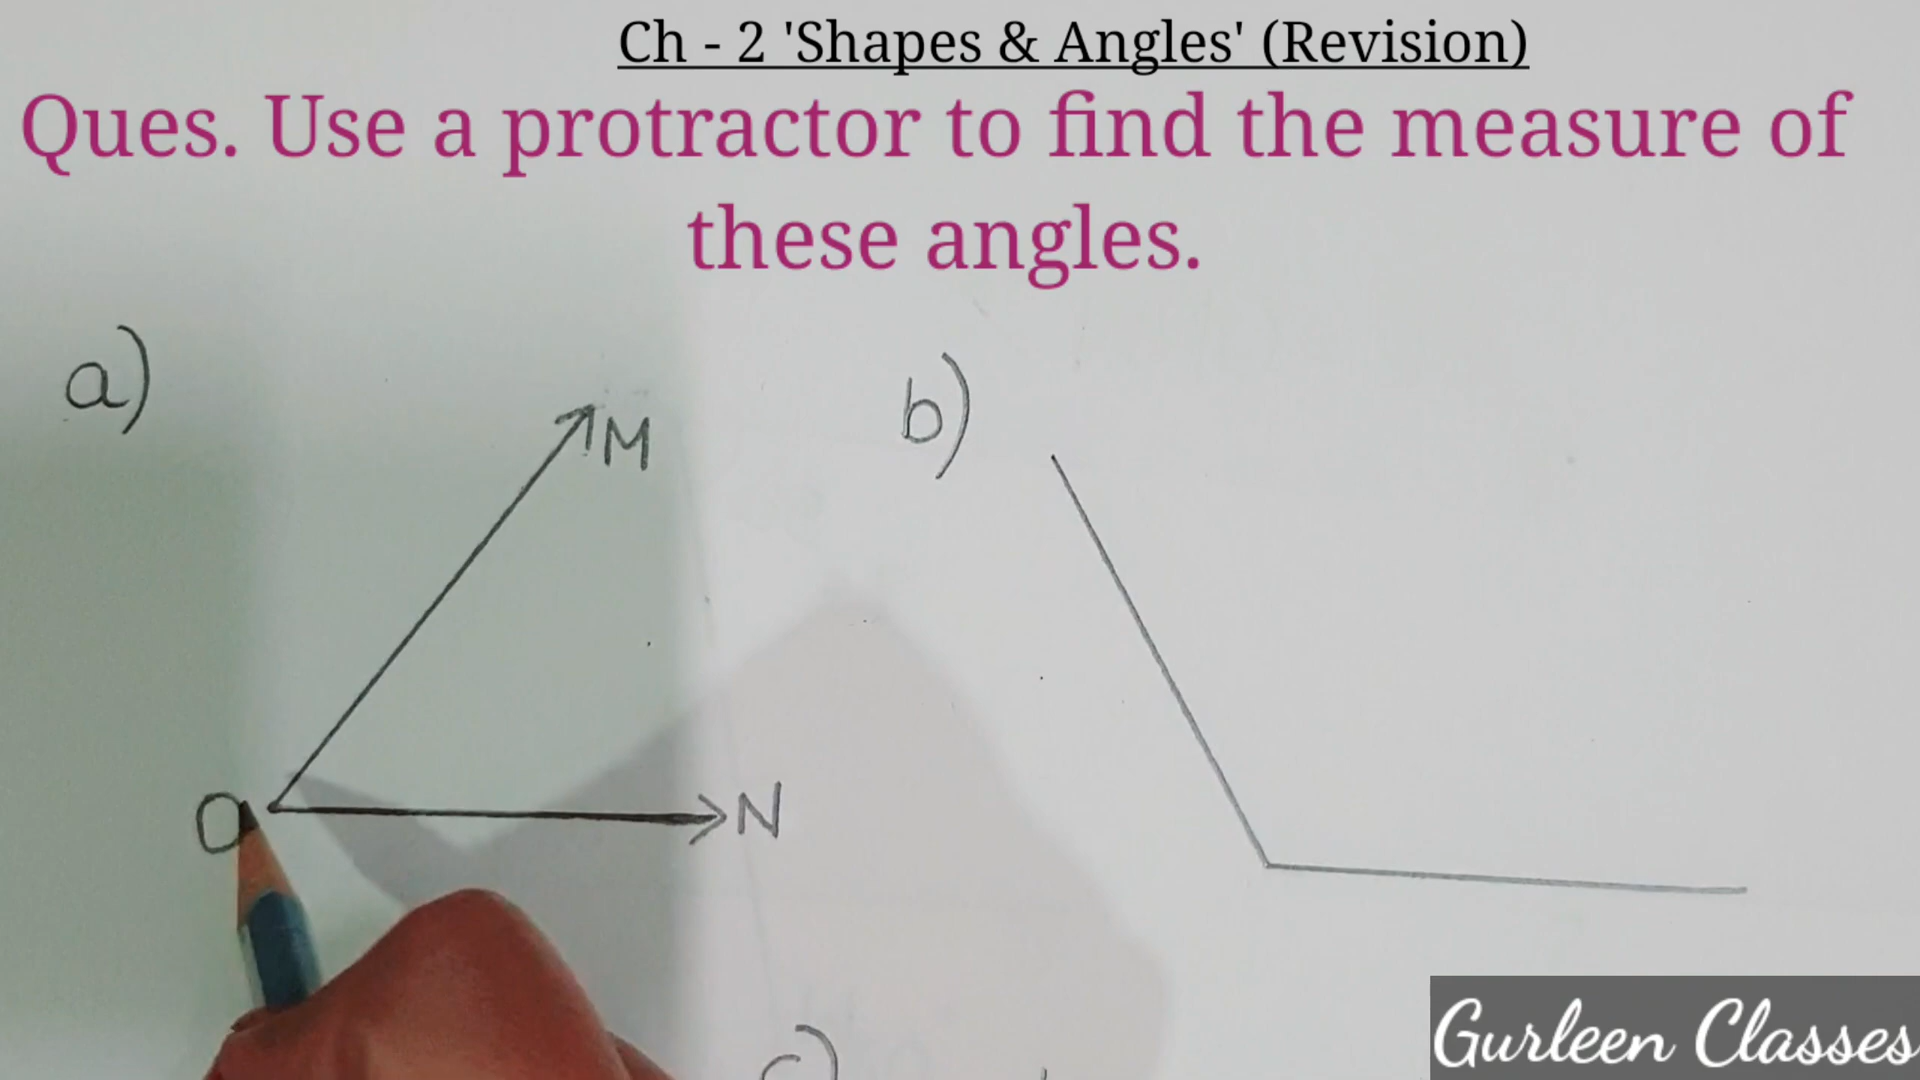 Ch - 2 'Shapes & Angles' (Revision)
Ques. Use a protractor to find the measure of
these angles.
a)
b)
M
O
N
c)
Gurleen Classes